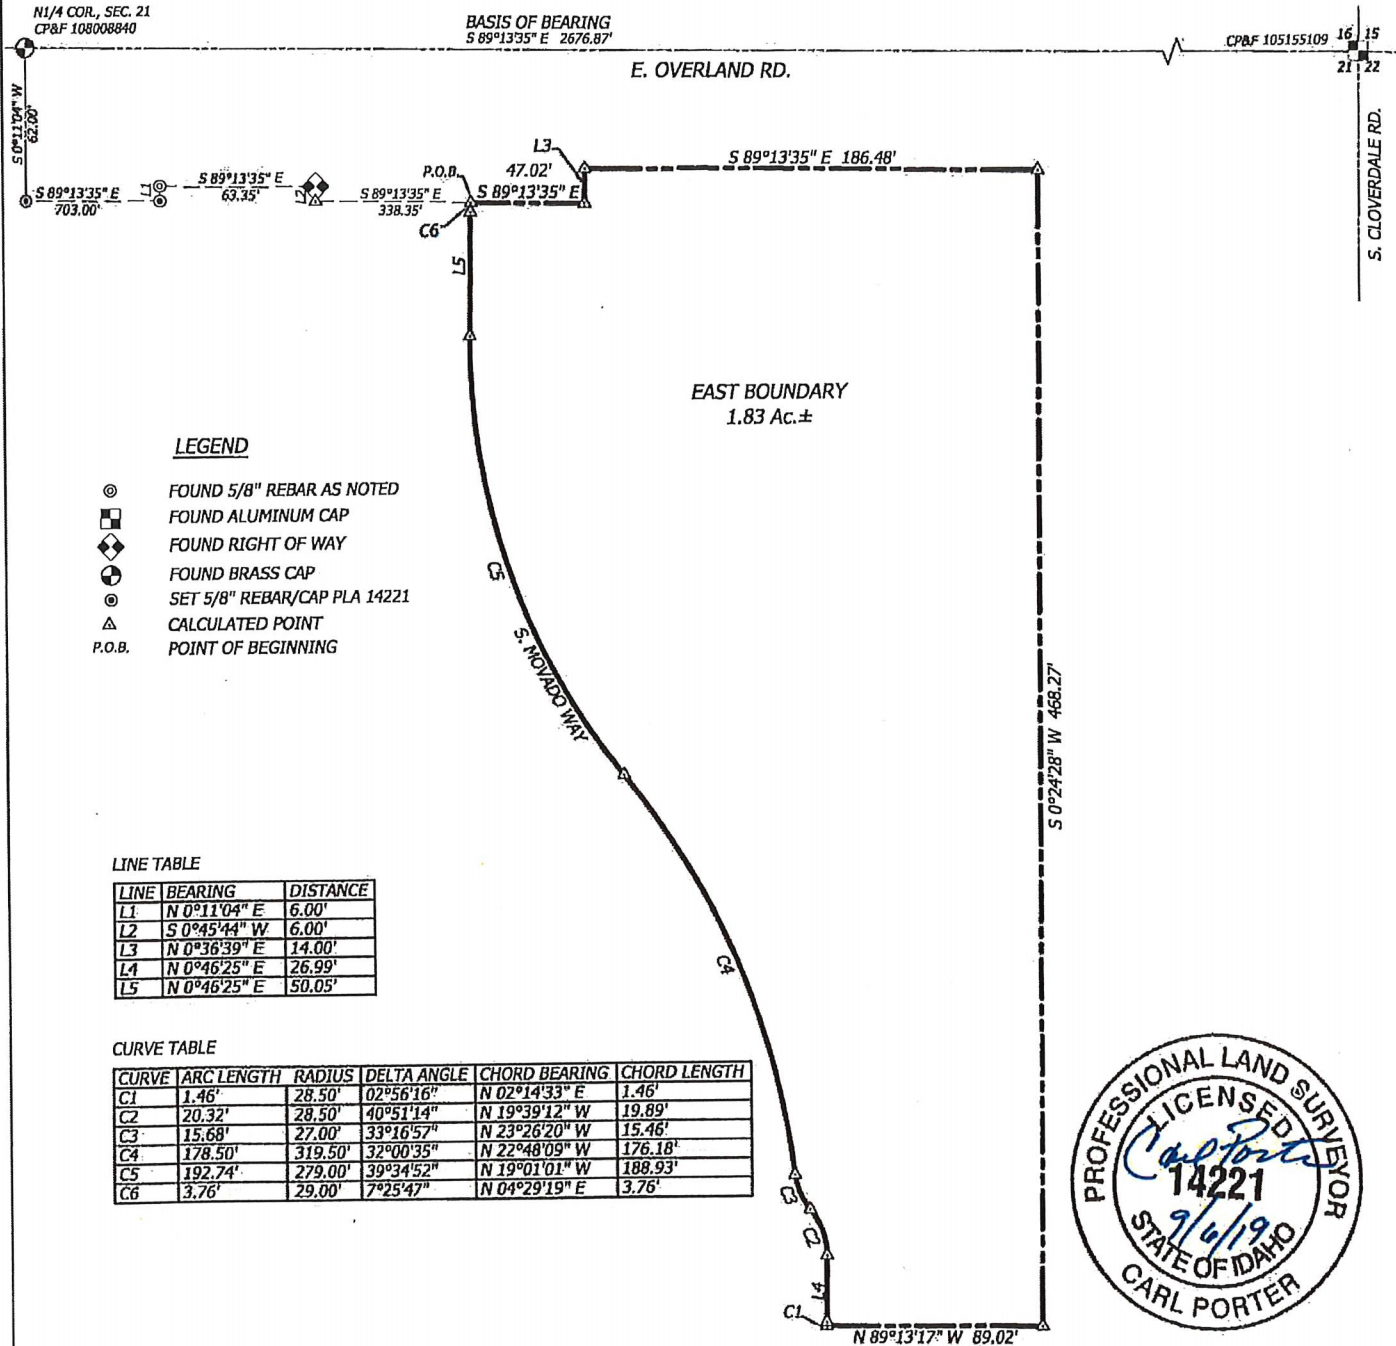 N1/4 COR., SEC. 21
CP&F 108008840
BASIS OF BEARING
S 89°13'35" E 2676.87'
E. OVERLAND RD.
CP&F 105155109
16 15
21 22
S. CLOVERDALE RD.
S 0°11'04" W
62.00'
S 89°13'35" E
703.00'
L1
S 89°13'35" E
63.35'
L2
S 89°13'35" E
338.35'
P.O.B.
L3
47.02'
S 89°13'35" E
S 89°13'35" E 186.48'
C6
L5
EAST BOUNDARY
1.83 Ac.±
LEGEND
FOUND 5/8" REBAR AS NOTED
FOUND ALUMINUM CAP
FOUND RIGHT OF WAY
FOUND BRASS CAP
SET 5/8" REBAR/CAP PLA 14221
CALCULATED POINT
P.O.B. POINT OF BEGINNING
C5
S. MOVADO WAY
S 0°24'28" W 468.27'
C4
LINE TABLE
LINE BEARING DISTANCE
L1 N 0°11'04" E 6.00'
L2 S 0°45'44" W 6.00'
L3 N 0°36'39" E 14.00'
L4 N 0°46'25" E 26.99'
L5 N 0°46'25" E 50.05'
CURVE TABLE
CURVE ARC LENGTH RADIUS DELTA ANGLE CHORD BEARING CHORD LENGTH
C1 1.46' 28.50' 02°56'16" N 02°14'33" E 1.46'
C2 20.32' 28.50' 40°51'14" N 19°39'12" W 19.89'
C3 15.68' 27.00' 33°16'57" N 23°26'20" W 15.46'
C4 178.50' 319.50' 32°00'35" N 22°48'09" W 176.18'
C5 192.74' 279.00' 39°34'52" N 19°01'01" W 188.93'
C6 3.76' 29.00' 7°25'47" N 04°29'19" E 3.76'
C3
C2
L4
C1
N 89°13'17" W 89.02'
PROFESSIONAL LAND SURVEYOR
LICENSED
Carl Porter
14221
9/6/19
STATE OF IDAHO
CARL PORTER